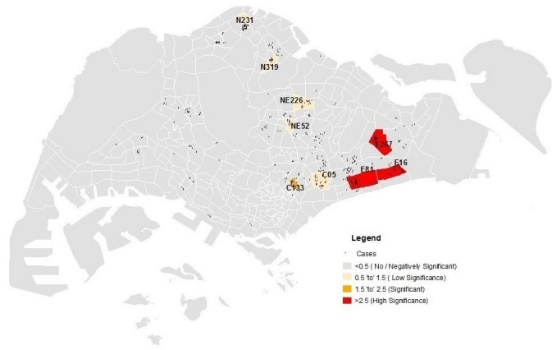 N231
N319
NE226
NE52
E16
E81
C05
C133
Legend
Cases
<0.5 ( No / Negatively Significant)
0.5 'to' 1.5 ( Low Significance)
1.5 'to' 2.5 (Significant)
>2.5 (High Significance)